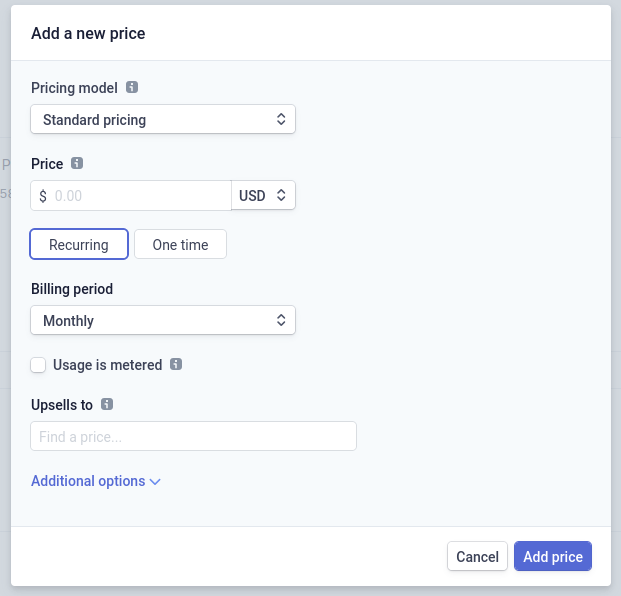 Add a new price
Pricing model
Standard pricing
Price
$ 0.00 USD
Recurring One time
Billing period
Monthly
Usage is metered
Upsells to
Find a price...
Additional options
Cancel Add price